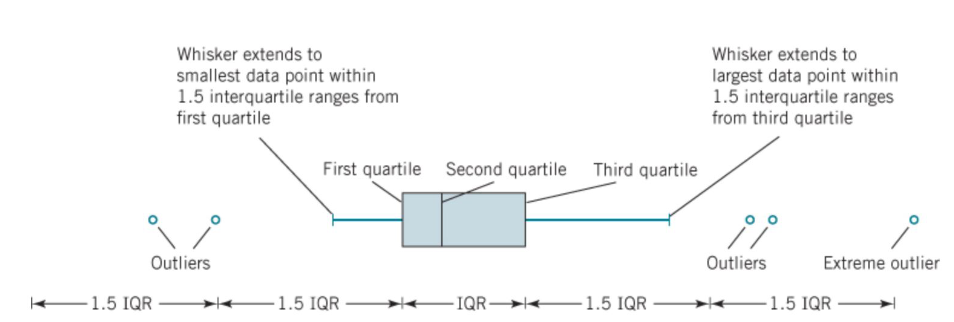 Whisker extends to
smallest data point within
1.5 interquartile ranges from
first quartile
Whisker extends to
largest data point within
1.5 interquartile ranges
from third quartile
First quartile
Second quartile
Third quartile
Outliers
Outliers
Extreme outlier
1.5 IQR
1.5 IQR
IQR
1.5 IQR
1.5 IQR